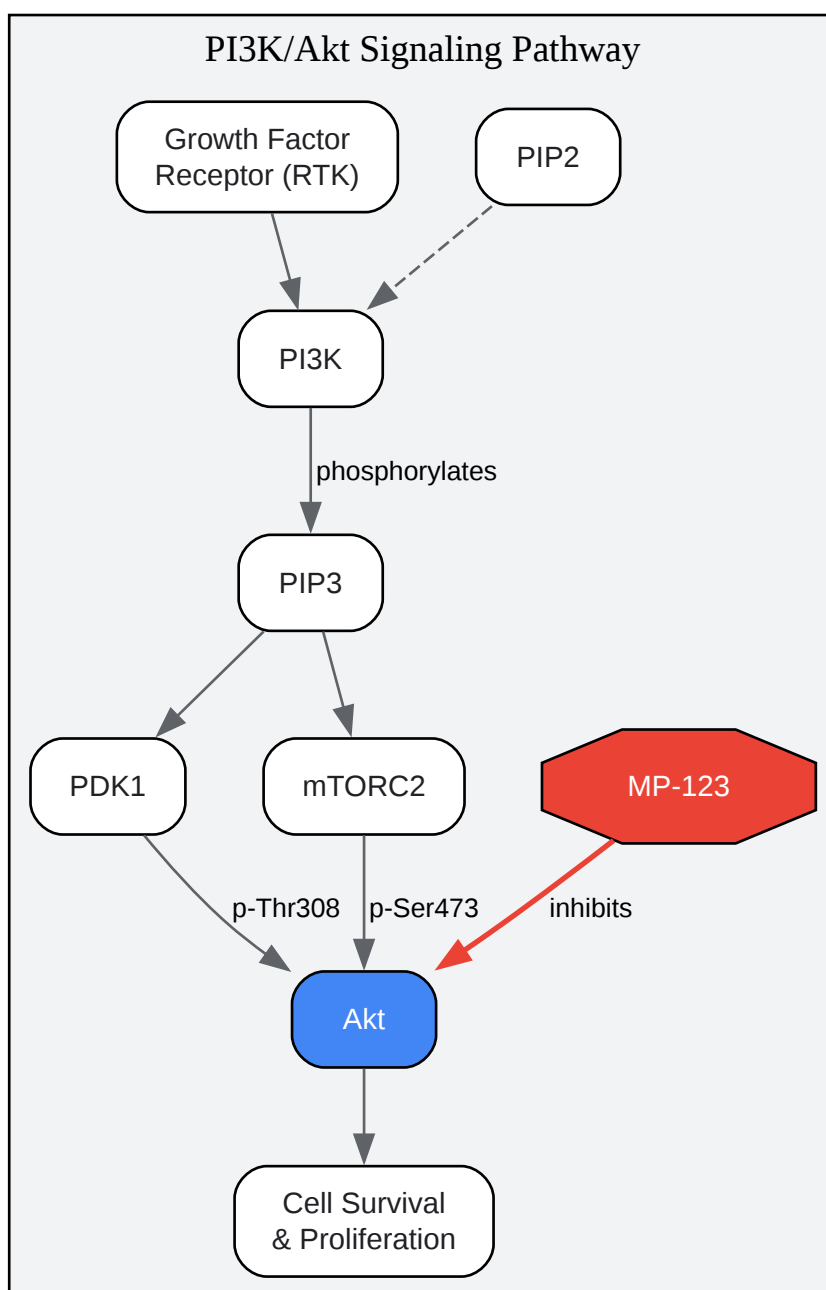 PI3K/Akt Signaling Pathway
Growth Factor
Receptor (RTK)
PIP2
PI3K
phosphorylates
PIP3
PDK1
mTORC2
MP-123
p-Thr308
p-Ser473
inhibits
Akt
Cell Survival
& Proliferation